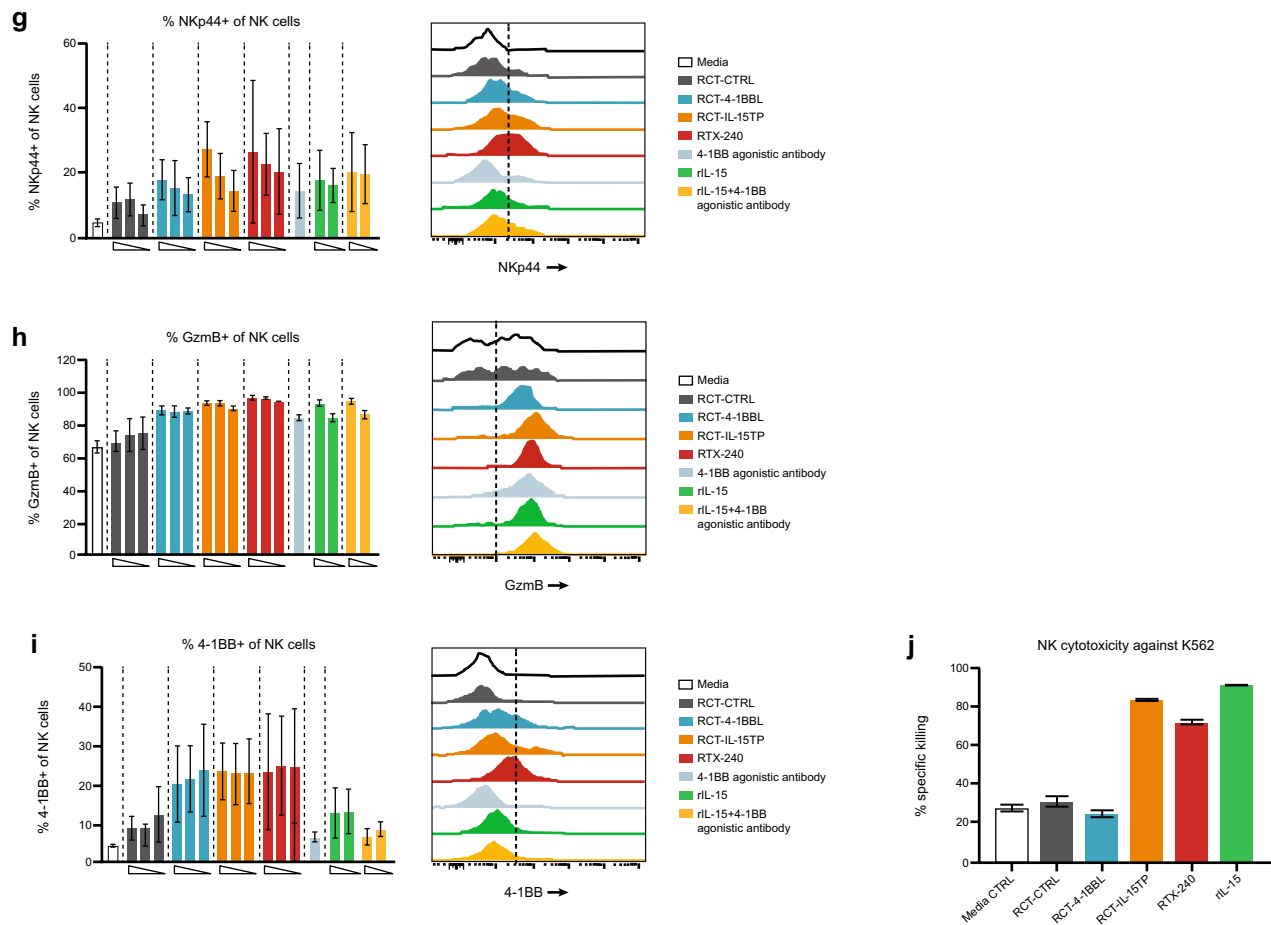 g
% NKp44+ of NK cells
% NKp44+ of NK cells
60
40
20
0
NKp44
Media
RCT-CTRL
RCT-4-1BBL
RCT-IL-15TP
RTX-240
4-1BB agonistic antibody
rIL-15
rIL-15+4-1BB
agonistic antibody
h
% GzmB+ of NK cells
% GzmB+ of NK cells
120
100
80
60
40
20
0
GzmB
Media
RCT-CTRL
RCT-4-1BBL
RCT-IL-15TP
RTX-240
4-1BB agonistic antibody
rIL-15
rIL-15+4-1BB
agonistic antibody
i
% 4-1BB+ of NK cells
% 4-1BB+ of NK cells
50
40
30
20
10
0
4-1BB
Media
RCT-CTRL
RCT-4-1BBL
RCT-IL-15TP
RTX-240
4-1BB agonistic antibody
rIL-15
rIL-15+4-1BB
agonistic antibody
j
NK cytotoxicity against K562
% specific killing
100
80
60
40
20
0
Media CTRL
RCT-CTRL
RCT-4-1BBL
RCT-IL-15TP
RTX-240
rIL-15